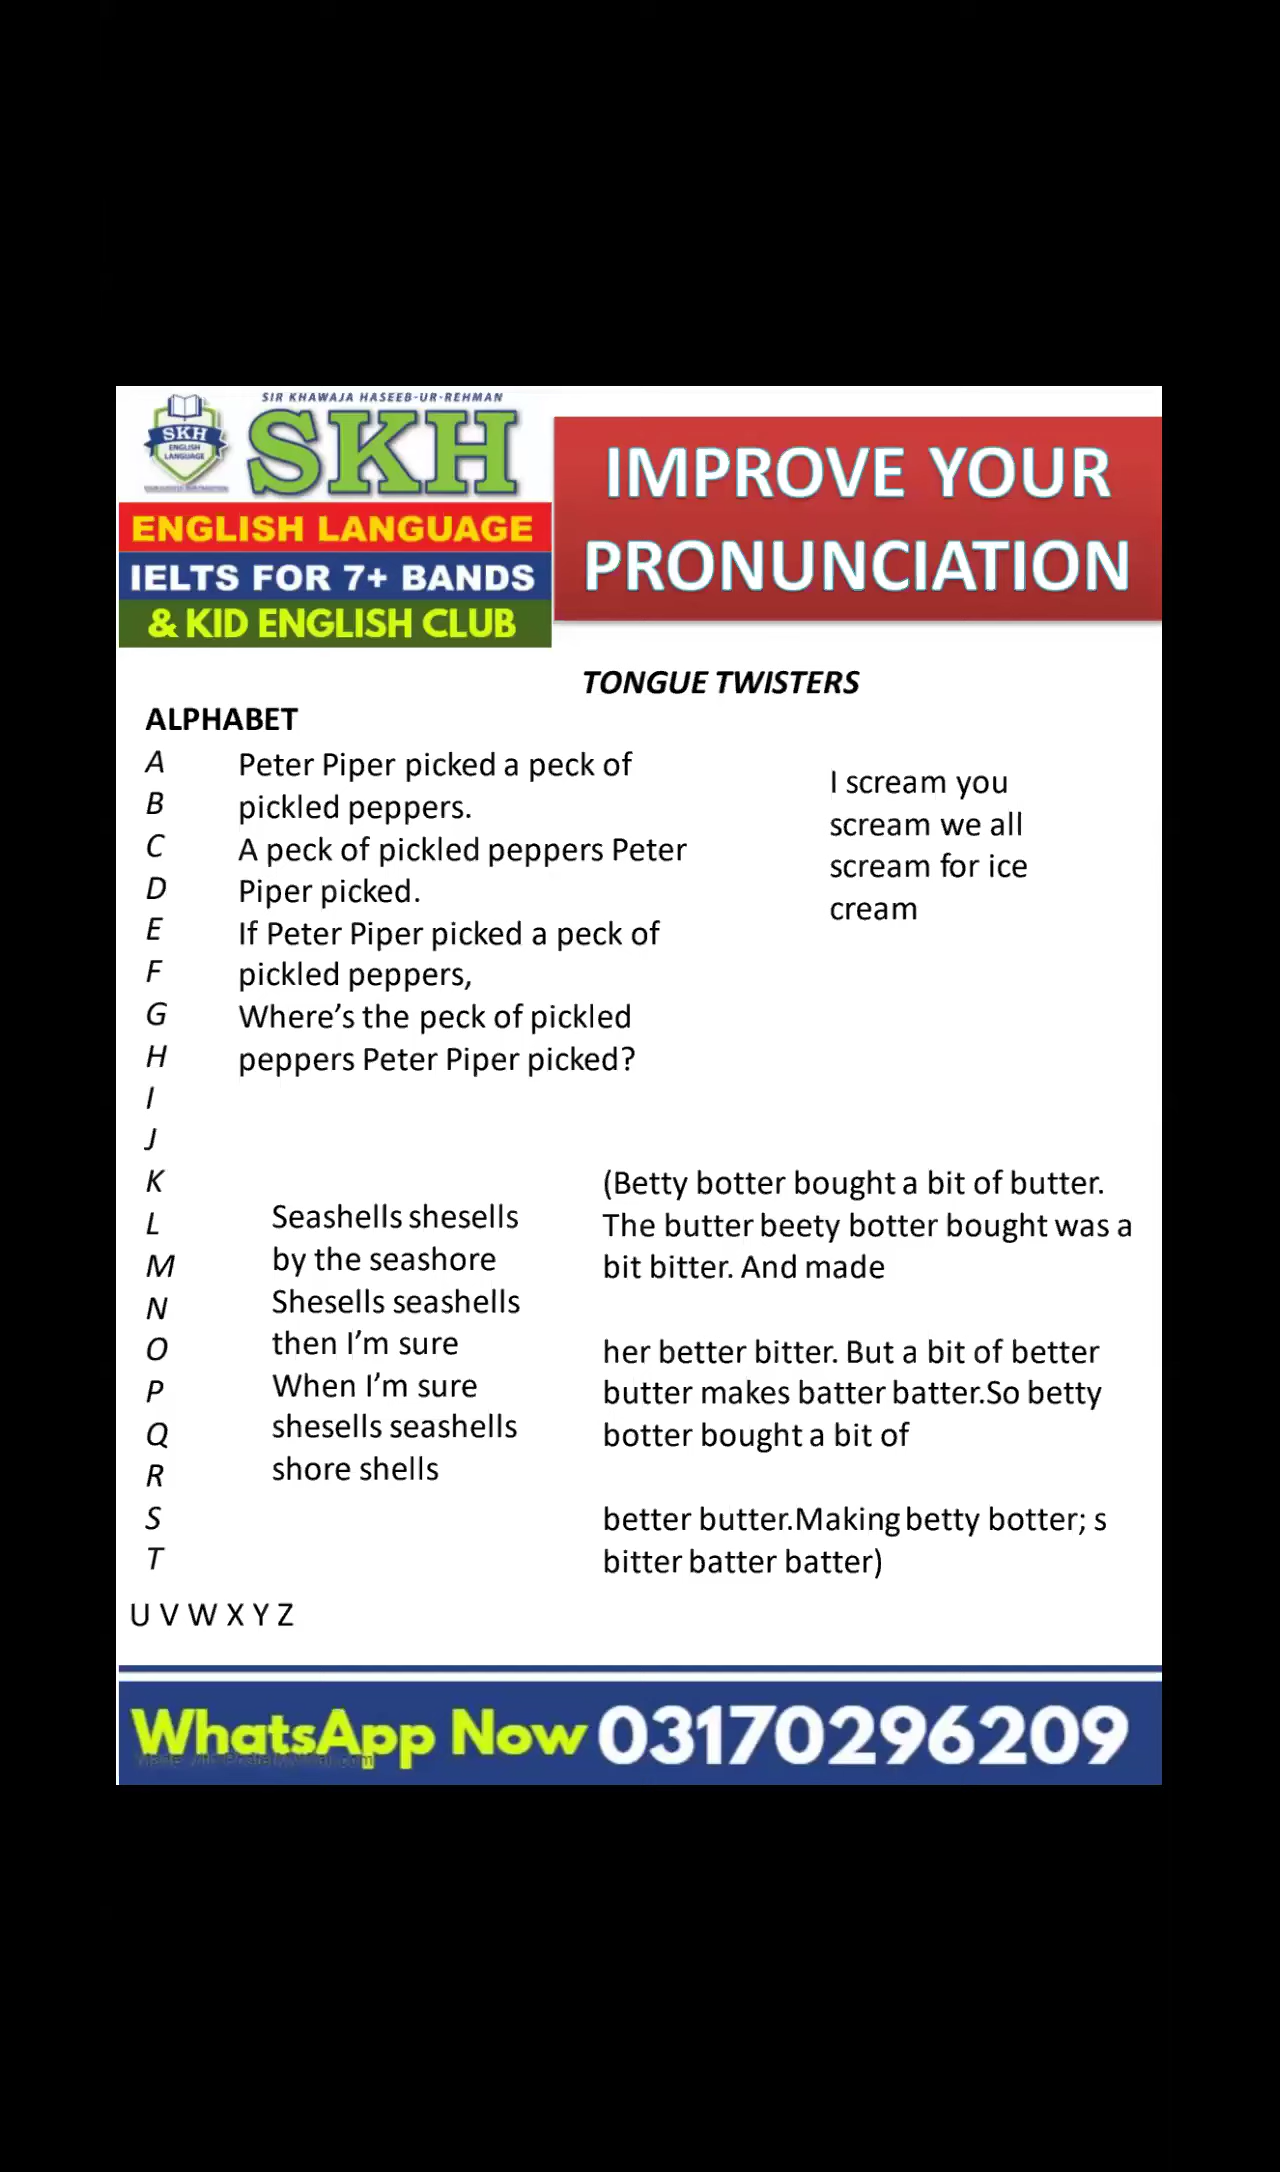 SIR KHAWAJA HASEEB-UR-REHMAN
SKH
ENGLISH
LANGUAGE
SKH
ENGLISH LANGUAGE
IELTS FOR 7+ BANDS
& KID ENGLISH CLUB
IMPROVE YOUR
PRONUNCIATION
TONGUE TWISTERS
ALPHABET
A
B
C
D
E
F
G
H
I
J
K
L
M
N
O
P
Q
R
S
T
U V W X Y Z
Peter Piper picked a peck of
pickled peppers.
A peck of pickled peppers Peter
Piper picked.
If Peter Piper picked a peck of
pickled peppers,
Where’s the peck of pickled
peppers Peter Piper picked?
I scream you
scream we all
scream for ice
cream
Seashells shesells
by the seashore
Shesells seashells
then I’m sure
When I’m sure
shesells seashells
shore shells
(Betty botter bought a bit of butter.
The butter beety botter bought was a
bit bitter. And made
her better bitter. But a bit of better
butter makes batter batter.So betty
botter bought a bit of
better butter.Making betty botter; s
bitter batter batter)
WhatsApp Now 03170296209